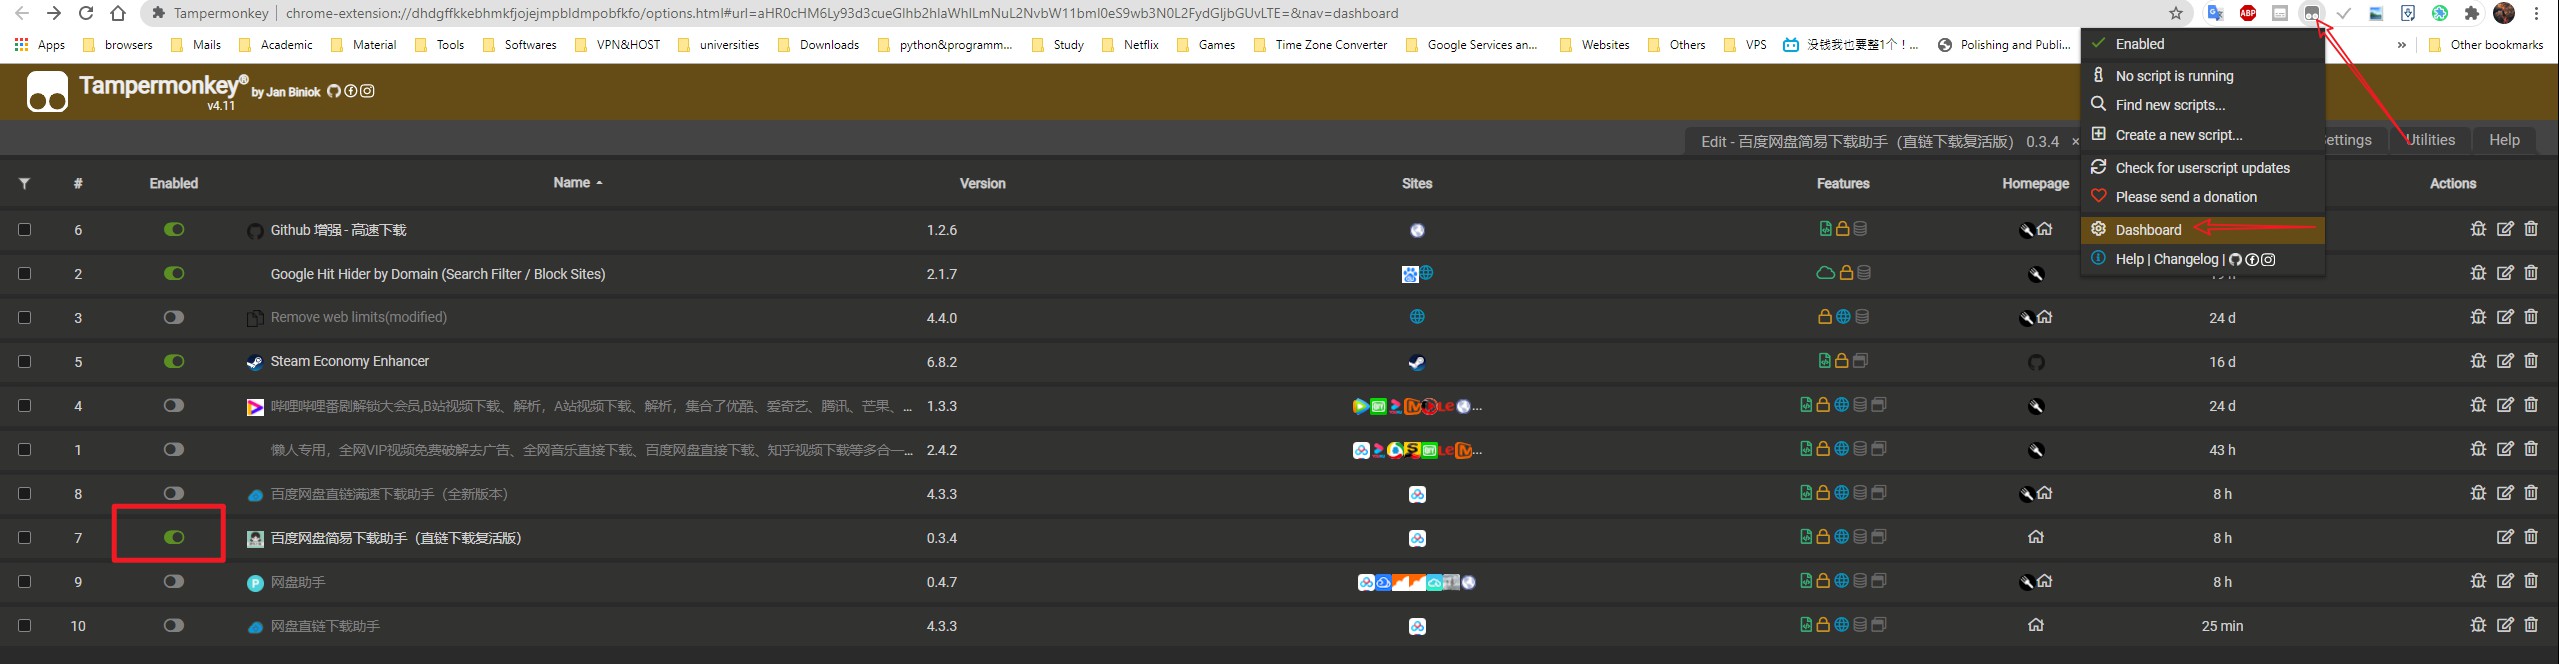 Tampermonkey | chrome-extension://dhdgffkkebhmkfjojejmpbldmpobfkfo/options.html#url=aHR0cHM6Ly93d3cueGlhb2hlaWhlLmNuL2NvbW11bml0eS9wb3N0L2FydGljbGUvLTE=&nav=dashboard
ABP
Apps browsers Mails Academic Material Tools Softwares VPN&HOST universities Downloads python&programm... Study Netflix Games Time Zone Converter Google Services an... Websites Others VPS 没钱我也要整1个！... Polishing and Publi... » Other bookmarks
Tampermonkey® by Jan Biniok
v4.11
Enabled
No script is running
Find new scripts...
Create a new script...
Check for userscript updates
Please send a donation
Dashboard
Help | Changelog |
Edit - 百度网盘简易下载助手（直链下载复活版） 0.3.4 × ettings Utilities Help
# Enabled Name Version Sites Features Homepage Actions
6 Github 增强 - 高速下载 1.2.6
2 Google Hit Hider by Domain (Search Filter / Block Sites) 2.1.7
3 Remove web limits(modified) 4.4.0 24 d
5 Steam Economy Enhancer 6.8.2 16 d
4 哔哩哔哩番剧解锁大会员,B站视频下载、解析，A站视频下载、解析，集合了优酷、爱奇艺、腾讯、芒果、... 1.3.3 ... 24 d
1 懒人专用，全网VIP视频免费破解去广告、全网音乐直接下载、百度网盘直接下载、知乎视频下载等多合一... 2.4.2 ... 43 h
8 百度网盘直链满速下载助手（全新版本） 4.3.3 8 h
7 百度网盘简易下载助手（直链下载复活版） 0.3.4 8 h
9 网盘助手 0.4.7 8 h
10 网盘直链下载助手 4.3.3 25 min